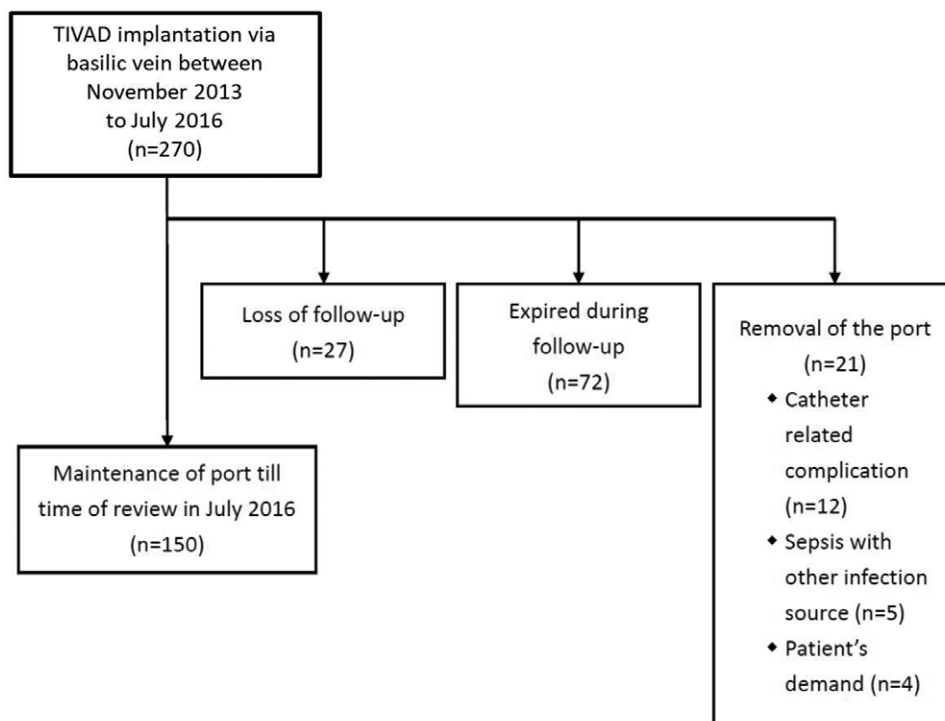 TIVAD implantation via
basilic vein between
November 2013
to July 2016
(n=270)
Loss of follow-up
(n=27)
Expired during
follow-up
(n=72)
Removal of the port
(n=21)
◆ Catheter
related
complication
(n=12)
◆ Sepsis with
other infection
source (n=5)
◆ Patient’s
demand (n=4)
Maintenance of port till
time of review in July 2016
(n=150)